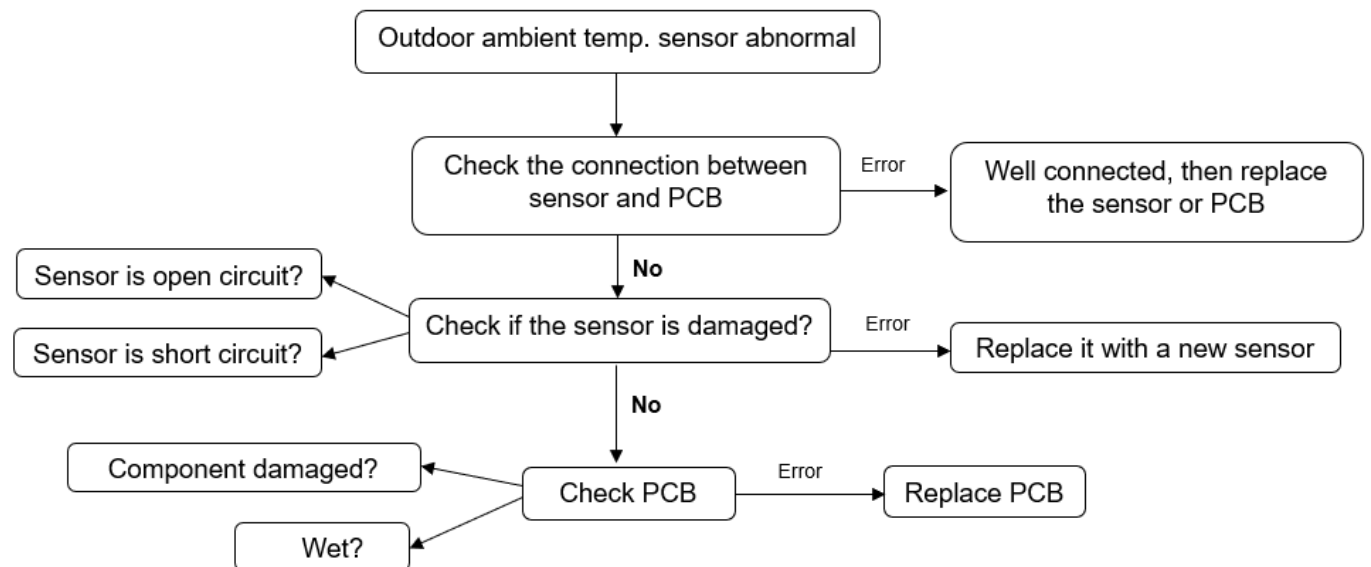 Outdoor ambient temp. sensor abnormal
Check the connection between
sensor and PCB
Error
Well connected, then replace
the sensor or PCB
No
Sensor is open circuit?
Sensor is short circuit?
Check if the sensor is damaged?
Error
Replace it with a new sensor
No
Component damaged?
Wet?
Check PCB
Error
Replace PCB